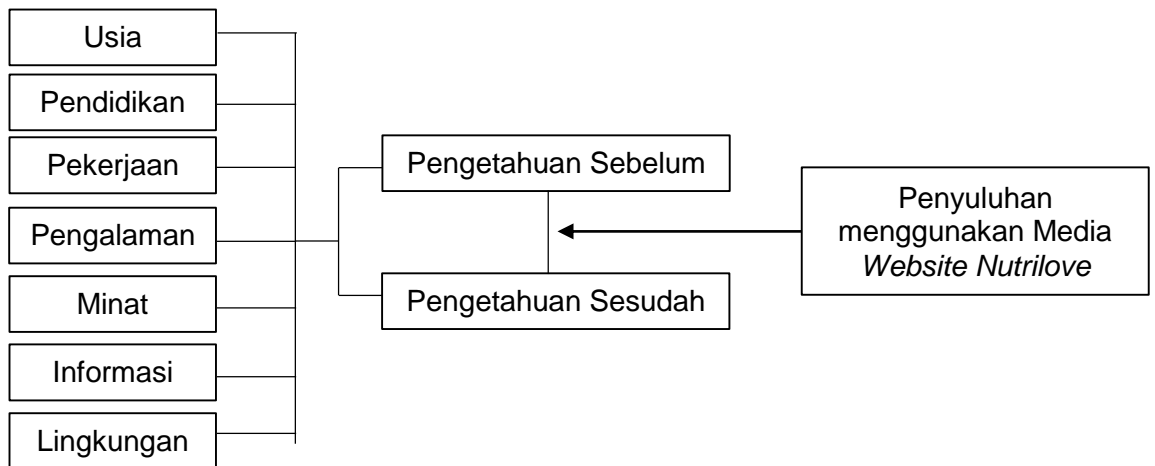 Usia
Pendidikan
Pekerjaan
Pengalaman
Minat
Informasi
Lingkungan
Pengetahuan Sebelum
Pengetahuan Sesudah
Penyuluhan
menggunakan Media
Website Nutrilove